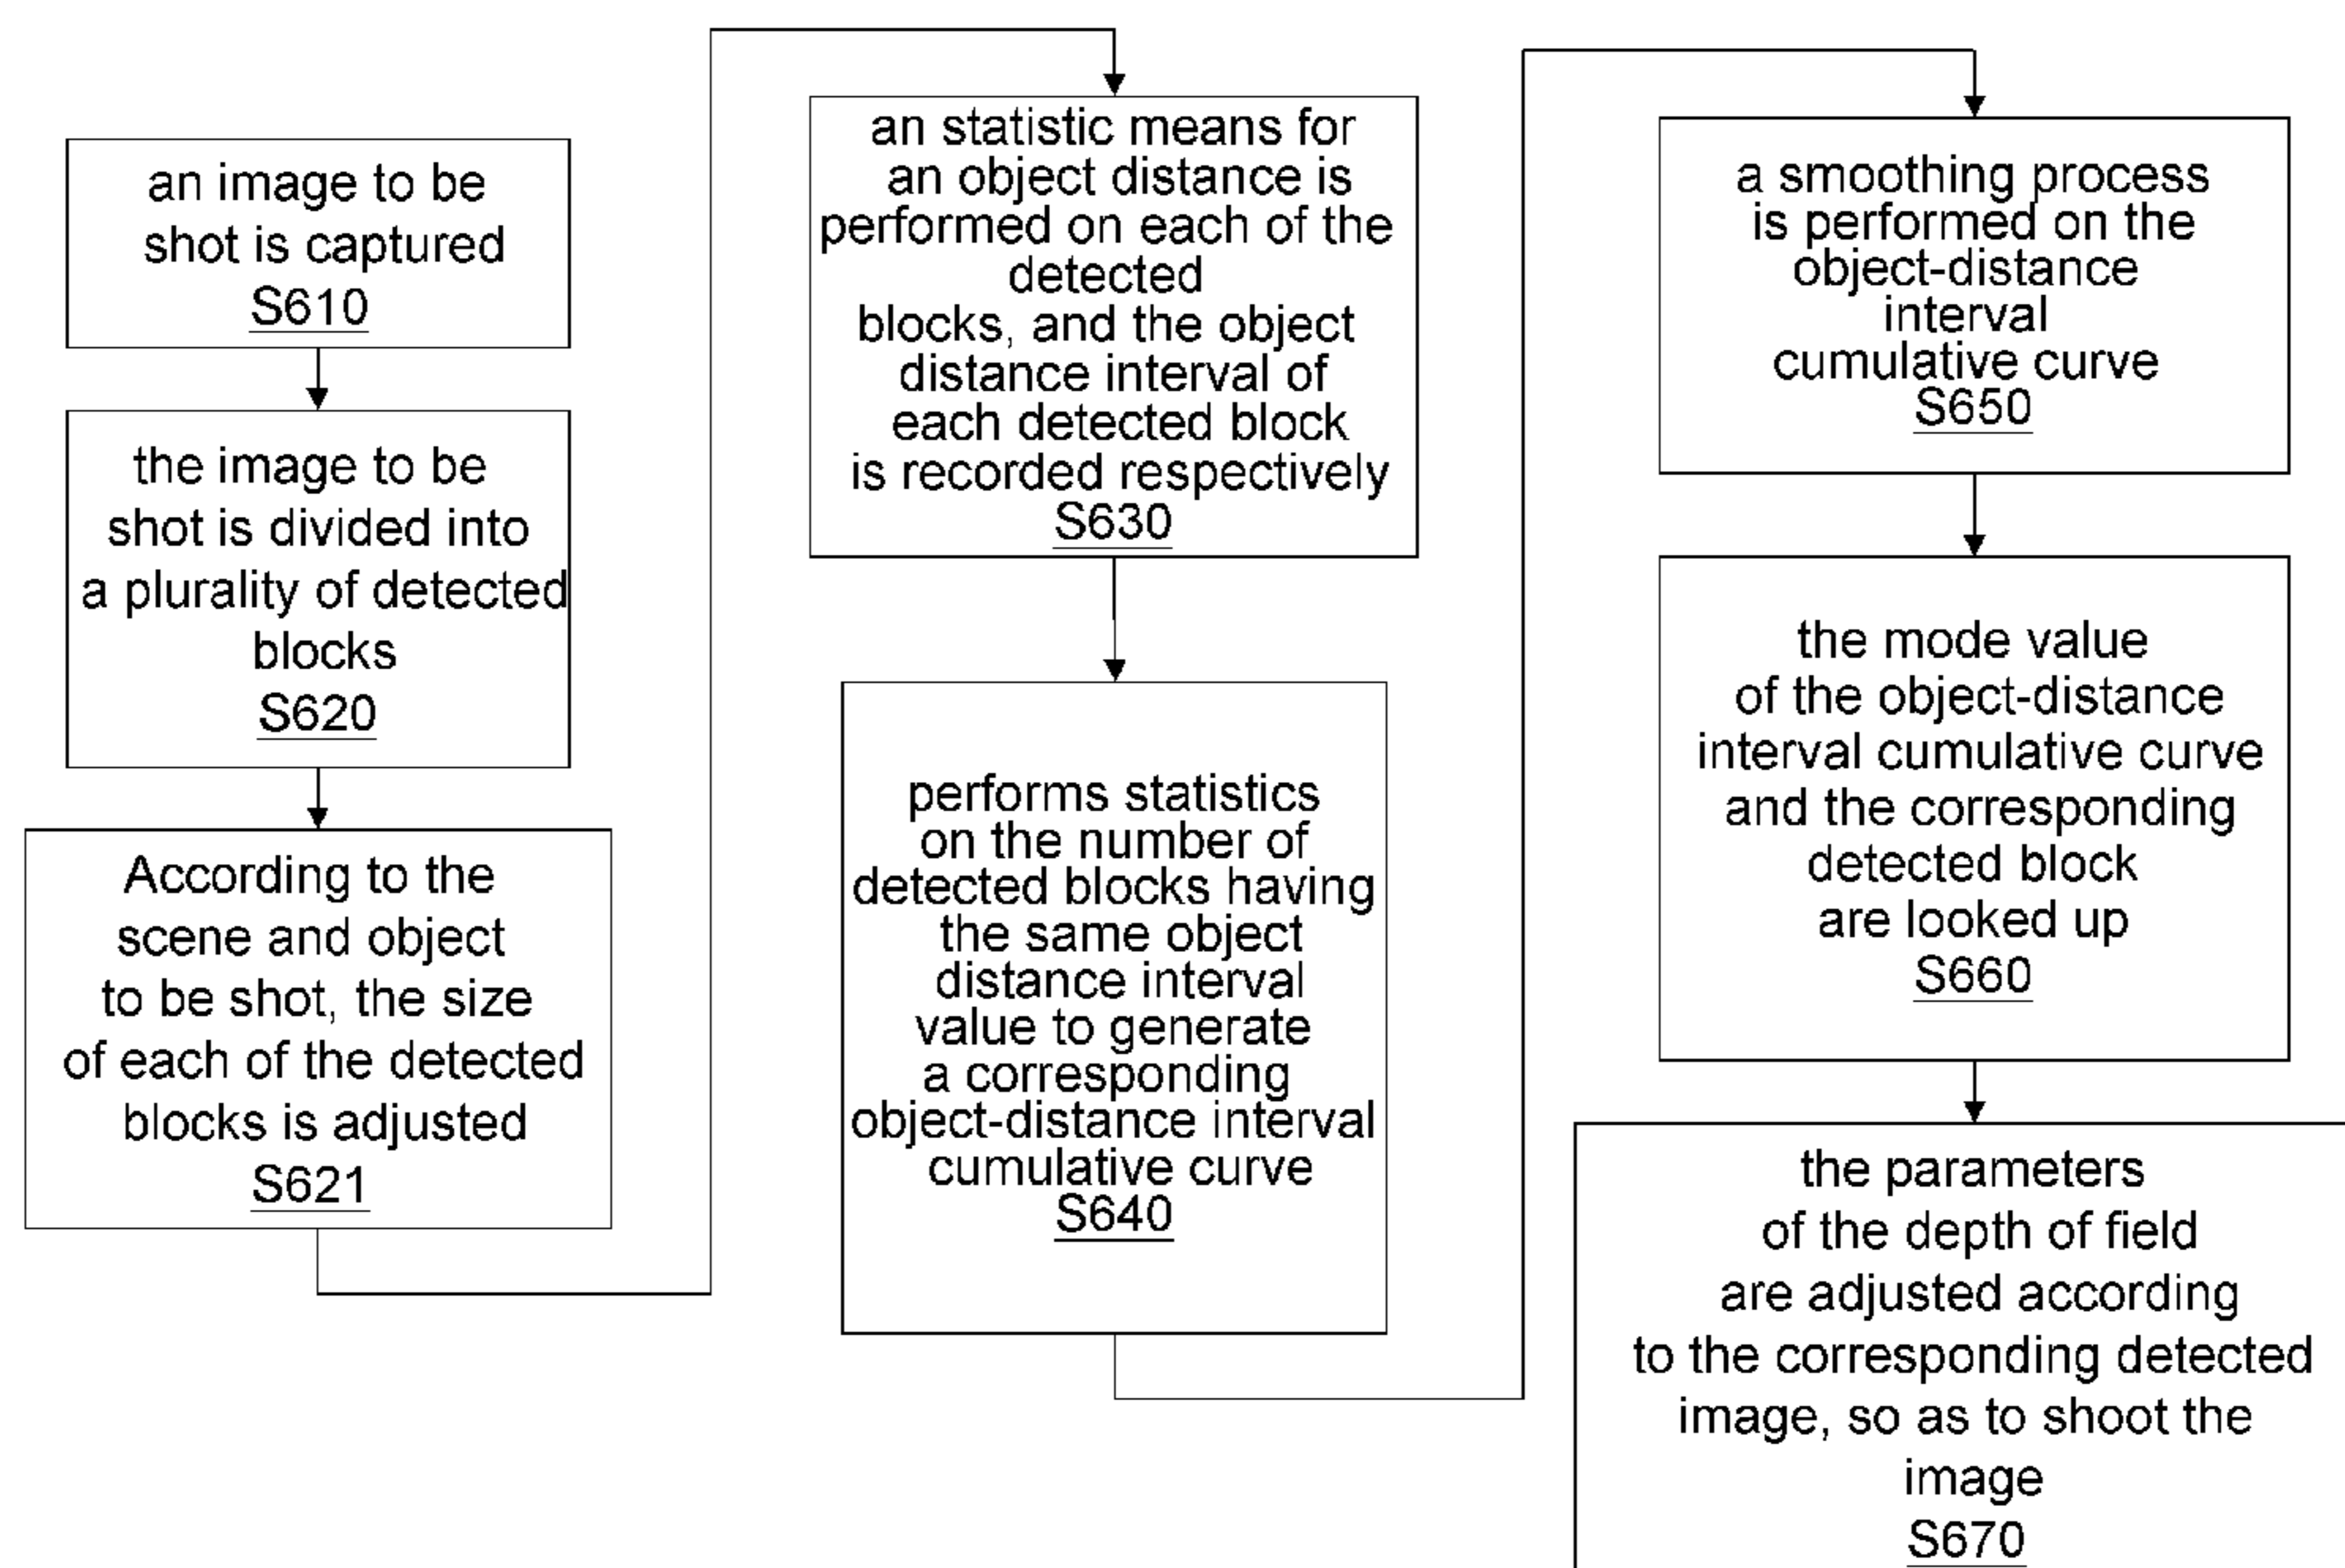 an image to be
shot is captured
S610
the image to be
shot is divided into
a plurality of detected
blocks
S620
According to the
scene and object
to be shot, the size
of each of the detected
blocks is adjusted
S621
an statistic means for
an object distance is
performed on each of the
detected
blocks, and the object
distance interval of
each detected block
is recorded respectively
S630
performs statistics
on the number of
detected blocks having
the same object
distance interval
value to generate
a corresponding
object-distance interval
cumulative curve
S640
a smoothing process
is performed on the
object-distance
interval
cumulative curve
S650
the mode value
of the object-distance
interval cumulative curve
and the corresponding
detected block
are looked up
S660
the parameters
of the depth of field
are adjusted according
to the corresponding detected
image, so as to shoot the
image
S670